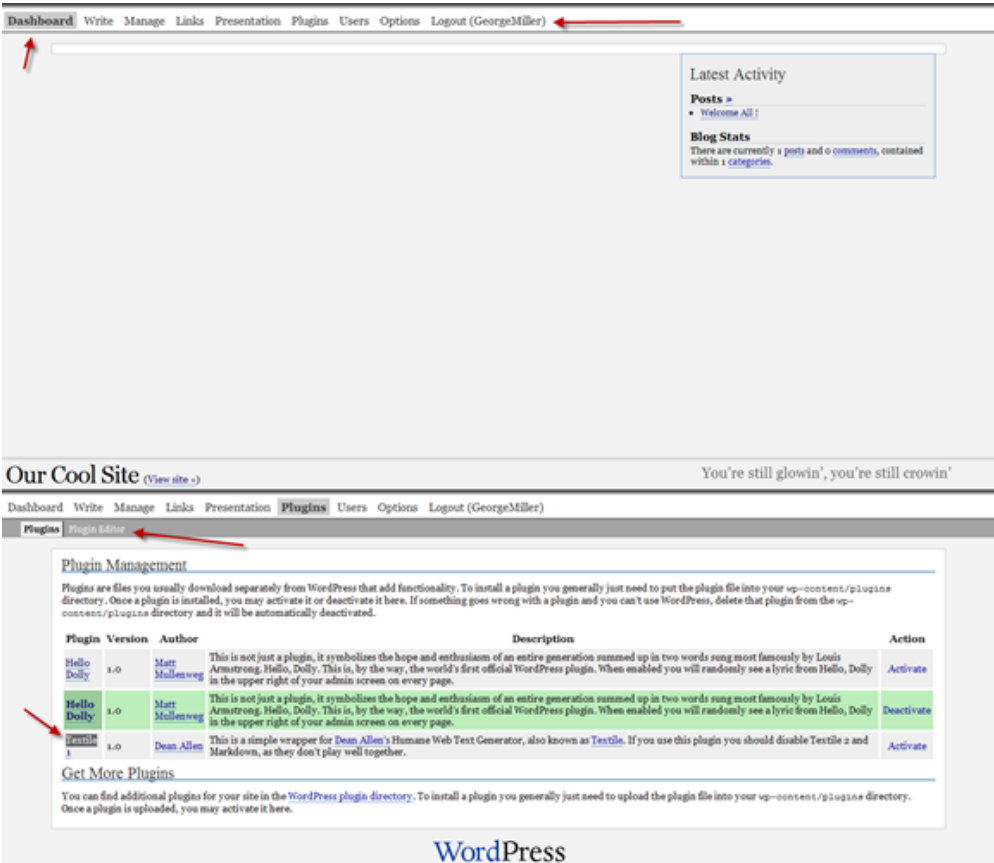 Dashboard Write Manage Links Presentation Plugins Users Options Logout (GeorgeMiller)
Latest Activity
Posts »
• Welcome All !
Blog Stats
There are currently 1 posts and 0 comments, contained
within 1 categories.
Our Cool Site (View site »)
You're still glowin', you're still crowin'
Dashboard Write Manage Links Presentation Plugins Users Options Logout (GeorgeMiller)
Plugins Plugin Editor
Plugin Management
Plugins are files you usually download separately from WordPress that add functionality. To install a plugin you generally just need to put the plugin file into your wp-content/plugins
directory. Once a plugin is installed, you may activate it or deactivate it here. If something goes wrong with a plugin and you can't use WordPress, delete that plugin from the wp-
content/plugins directory and it will be automatically deactivated.
Plugin Version Author Description Action
Hello Dolly 1.0 Matt Mullenweg This is not just a plugin, it symbolizes the hope and enthusiasm of an entire generation summed up in two words sung most famously by Louis
Armstrong. Hello, Dolly. This is, by the way, the world's first official WordPress plugin. When enabled you will randomly see a lyric from Hello, Dolly
in the upper right of your admin screen on every page. Activate
Hello Dolly 1.0 Matt Mullenweg This is not just a plugin, it symbolizes the hope and enthusiasm of an entire generation summed up in two words sung most famously by Louis
Armstrong. Hello, Dolly. This is, by the way, the world's first official WordPress plugin. When enabled you will randomly see a lyric from Hello, Dolly
in the upper right of your admin screen on every page. Deactivate
Textile 1 1.0 Dean Allen This is a simple wrapper for Dean Allen's Humane Web Text Generator, also known as Textile. If you use this plugin you should disable Textile 2 and
Markdown, as they don't play well together. Activate
Get More Plugins
You can find additional plugins for your site in the WordPress plugin directory. To install a plugin you generally just need to upload the plugin file into your wp-content/plugins directory.
Once a plugin is uploaded, you may activate it here.
WordPress